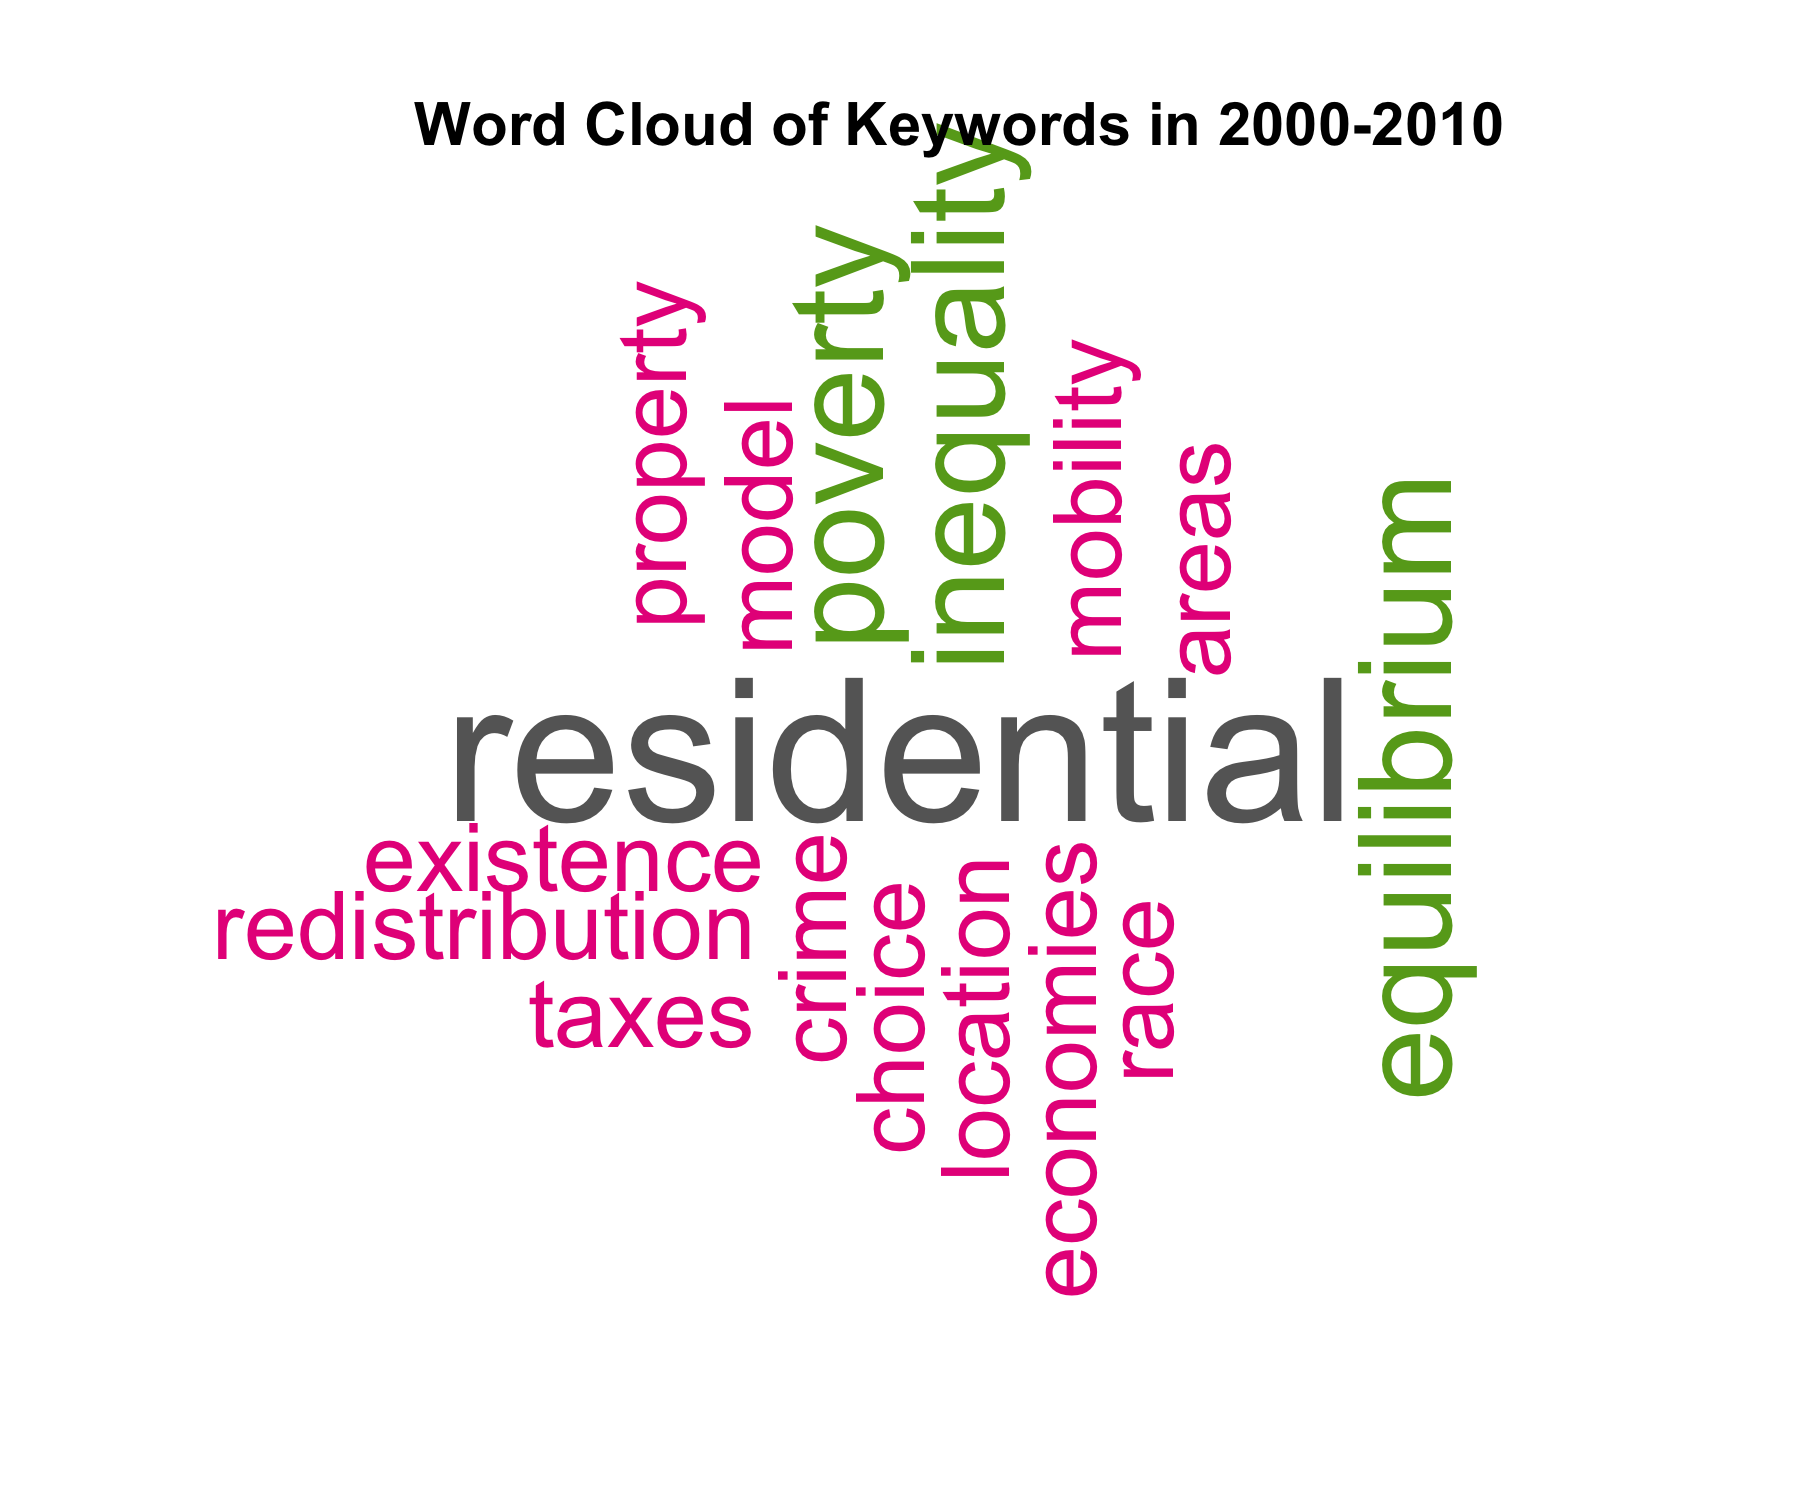 Word Cloud of Keywords in 2000-2010
property
model
poverty
inequality
mobility
areas
equilibrium
residential
existence
redistribution
taxes
crime
choice
location
economies
race